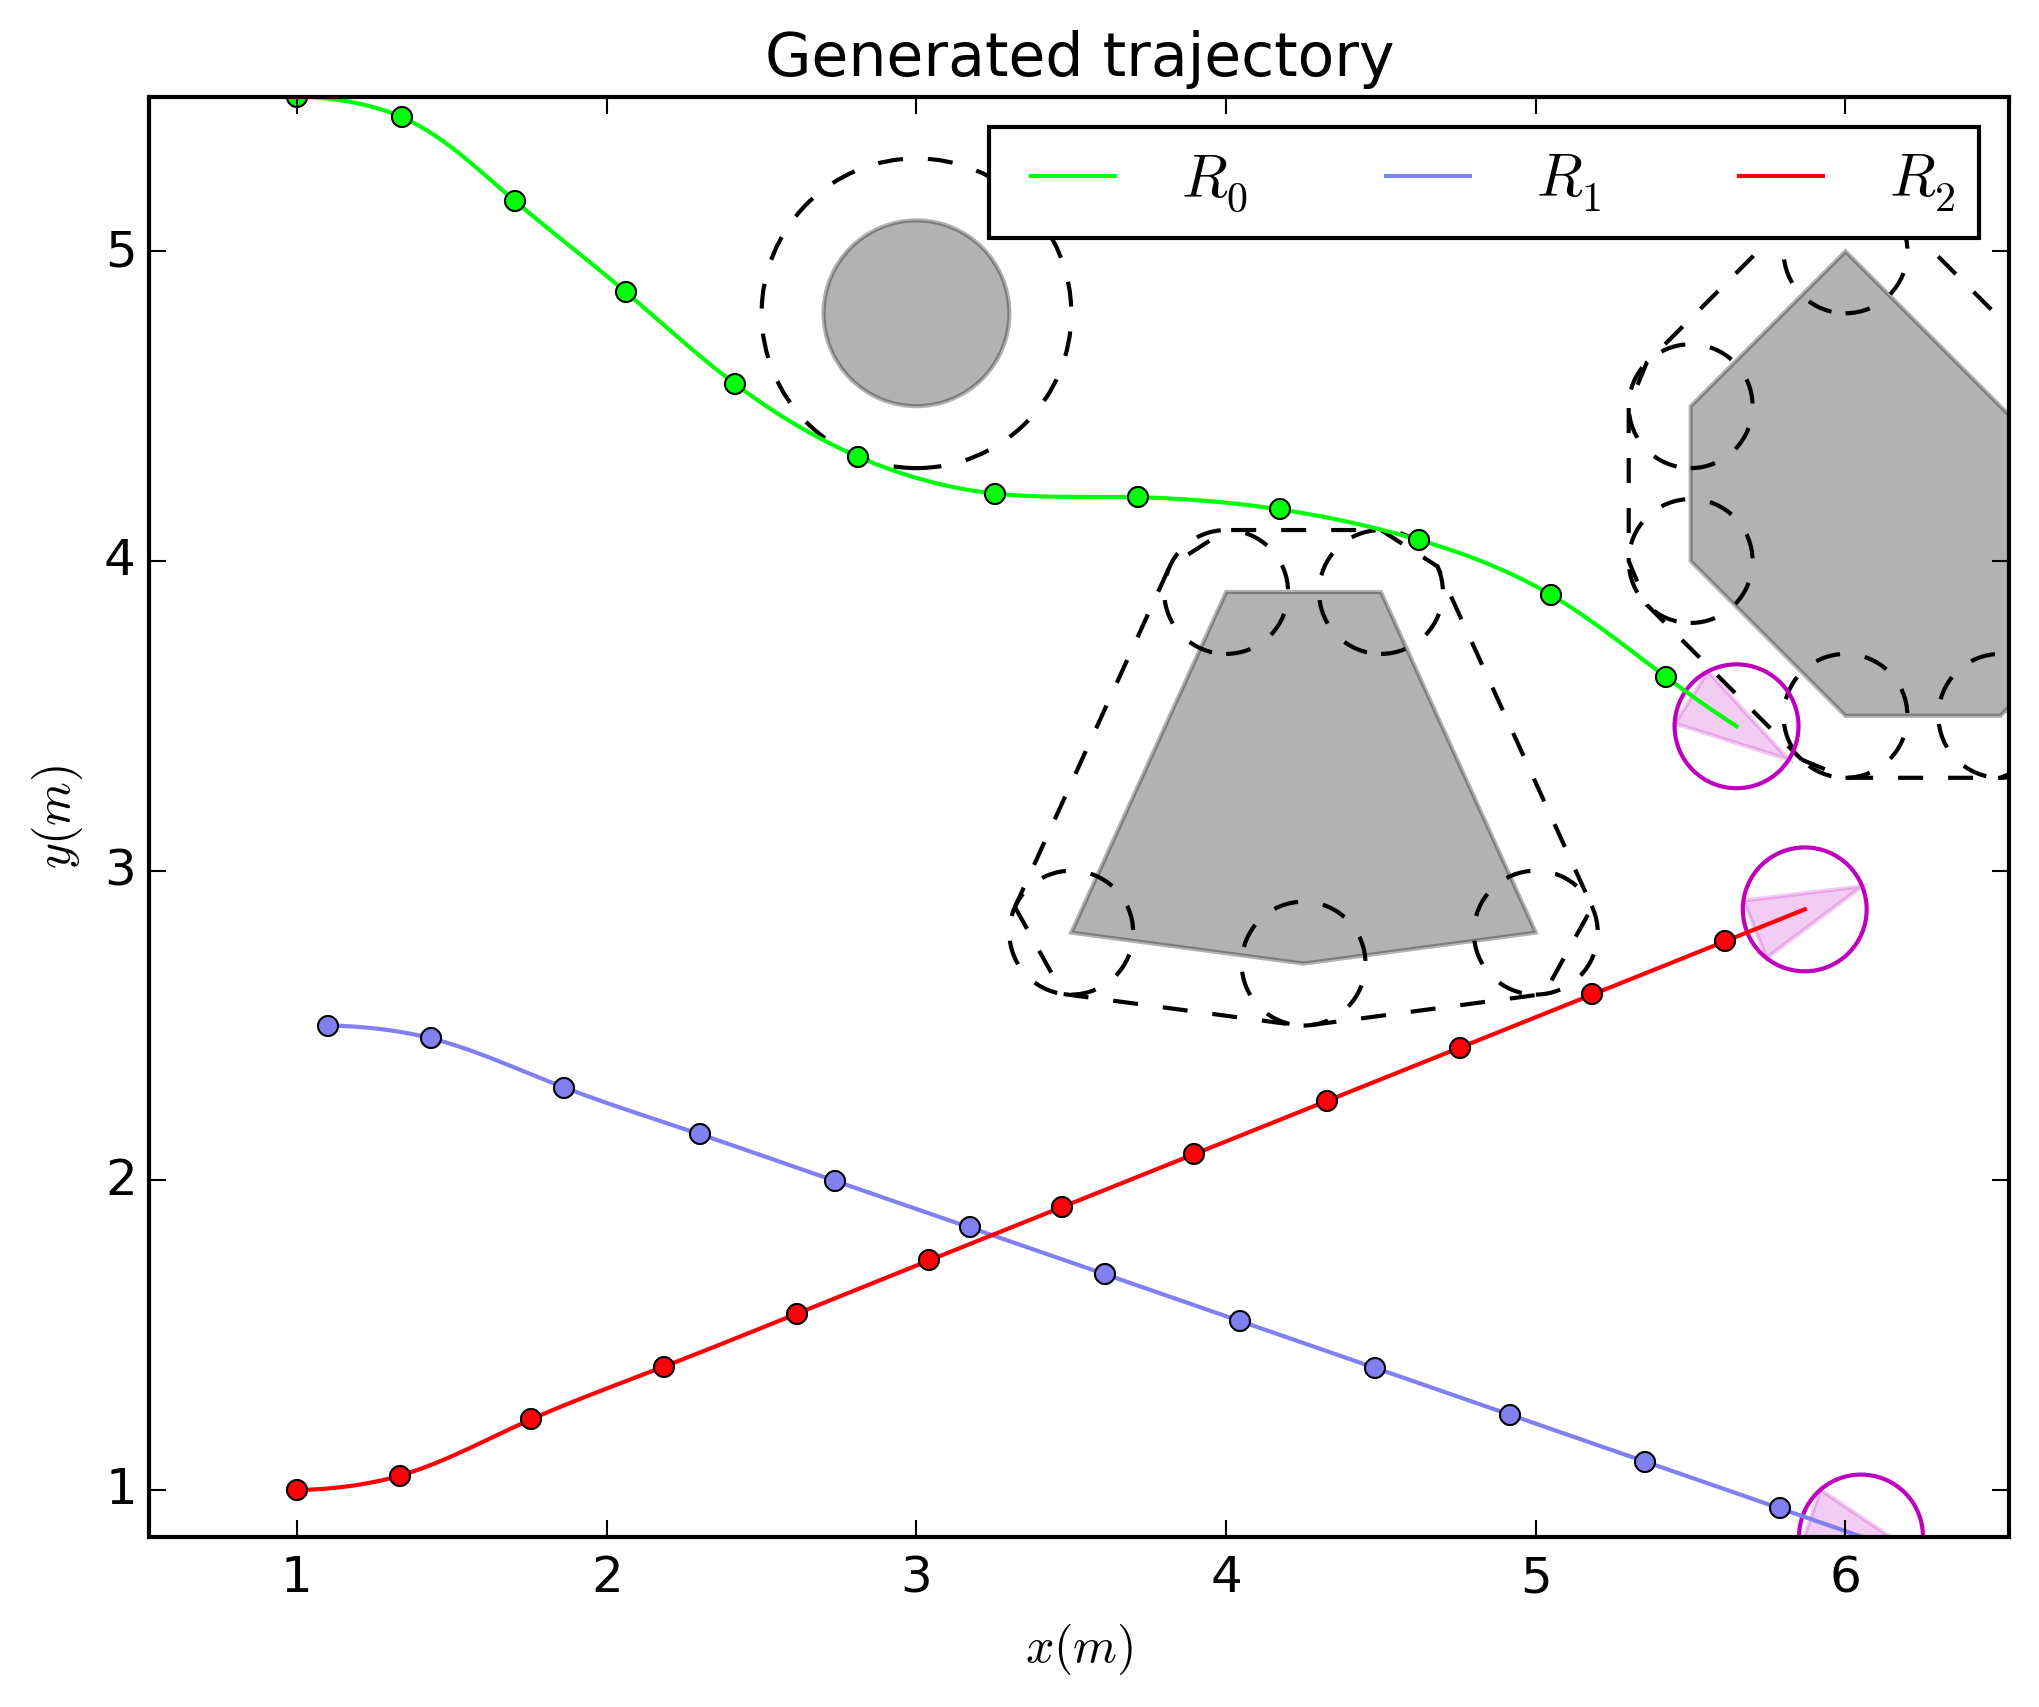 Generated trajectory
R₀ R₁ R₂
5
4
3
2
1
y(m)
1 2 3 4 5 6
x(m)